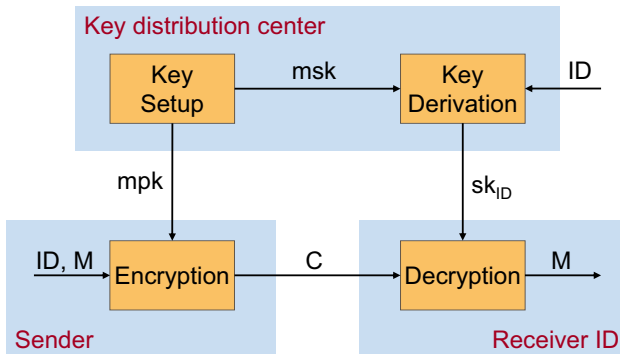 Key distribution center
Key
Setup
msk
Key
Derivation
ID
mpk
sk_ID
ID, M
Encryption
C
Decryption
M
Sender
Receiver ID